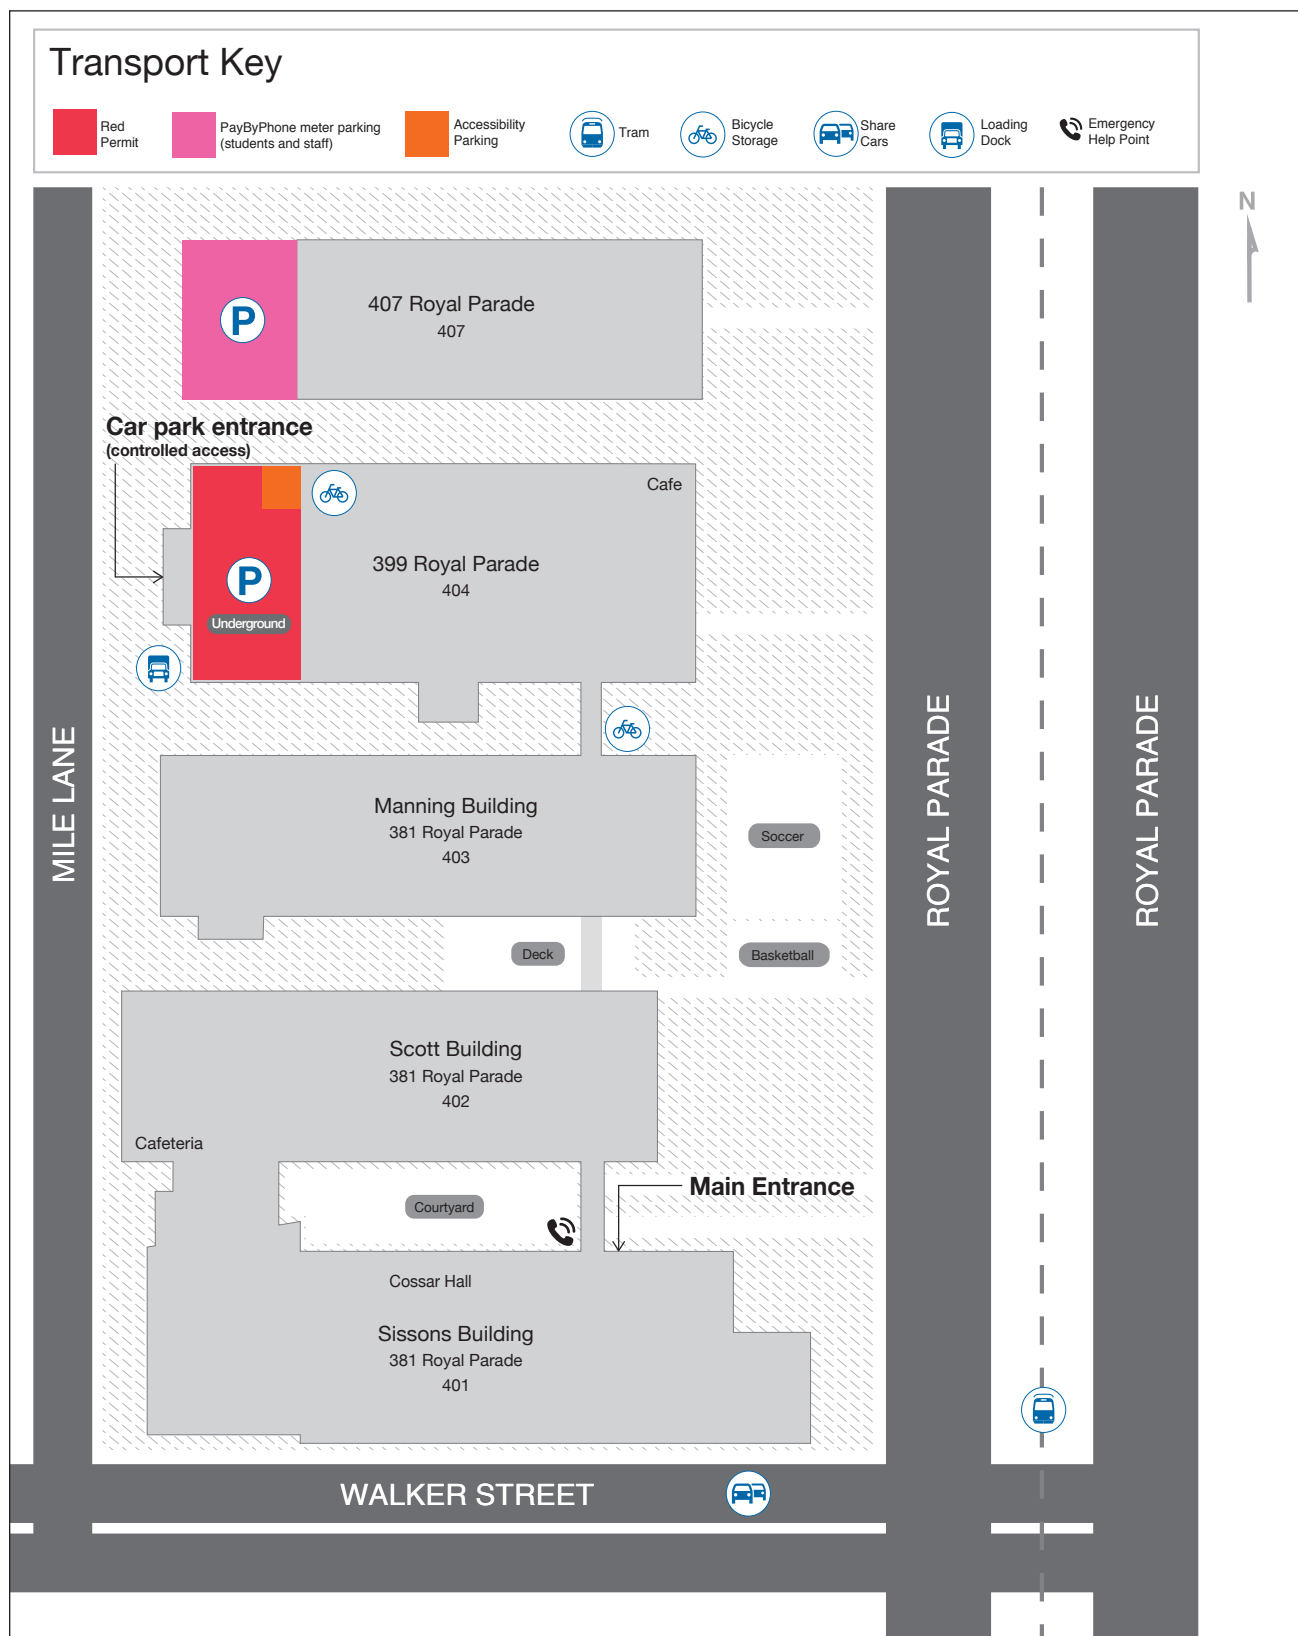 Transport Key
Red
Permit
PayByPhone meter parking
(students and staff)
Accessibility
Parking
Tram
Bicycle
Storage
Share
Cars
Loading
Dock
Emergency
Help Point
N
407 Royal Parade
407
P
Car park entrance
(controlled access)
Cafe
399 Royal Parade
404
P
Underground
MILE LANE
ROYAL PARADE
ROYAL PARADE
Manning Building
381 Royal Parade
403
Soccer
Deck
Basketball
Scott Building
381 Royal Parade
402
Cafeteria
Main Entrance
Courtyard
Cossar Hall
Sissons Building
381 Royal Parade
401
WALKER STREET